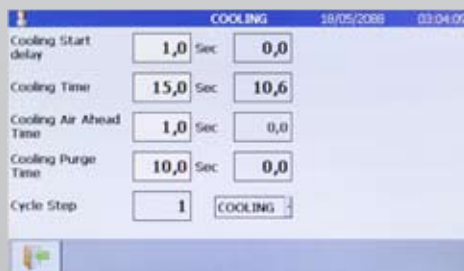 COOLING 18/05/2088 03:04:09
Cooling Start delay 1,0 Sec 0,0
Cooling Time 15,0 Sec 10,6
Cooling Air Ahead Time 1,0 Sec 0,0
Cooling Purge Time 10,0 Sec 0,0
Cycle Step 1 COOLING